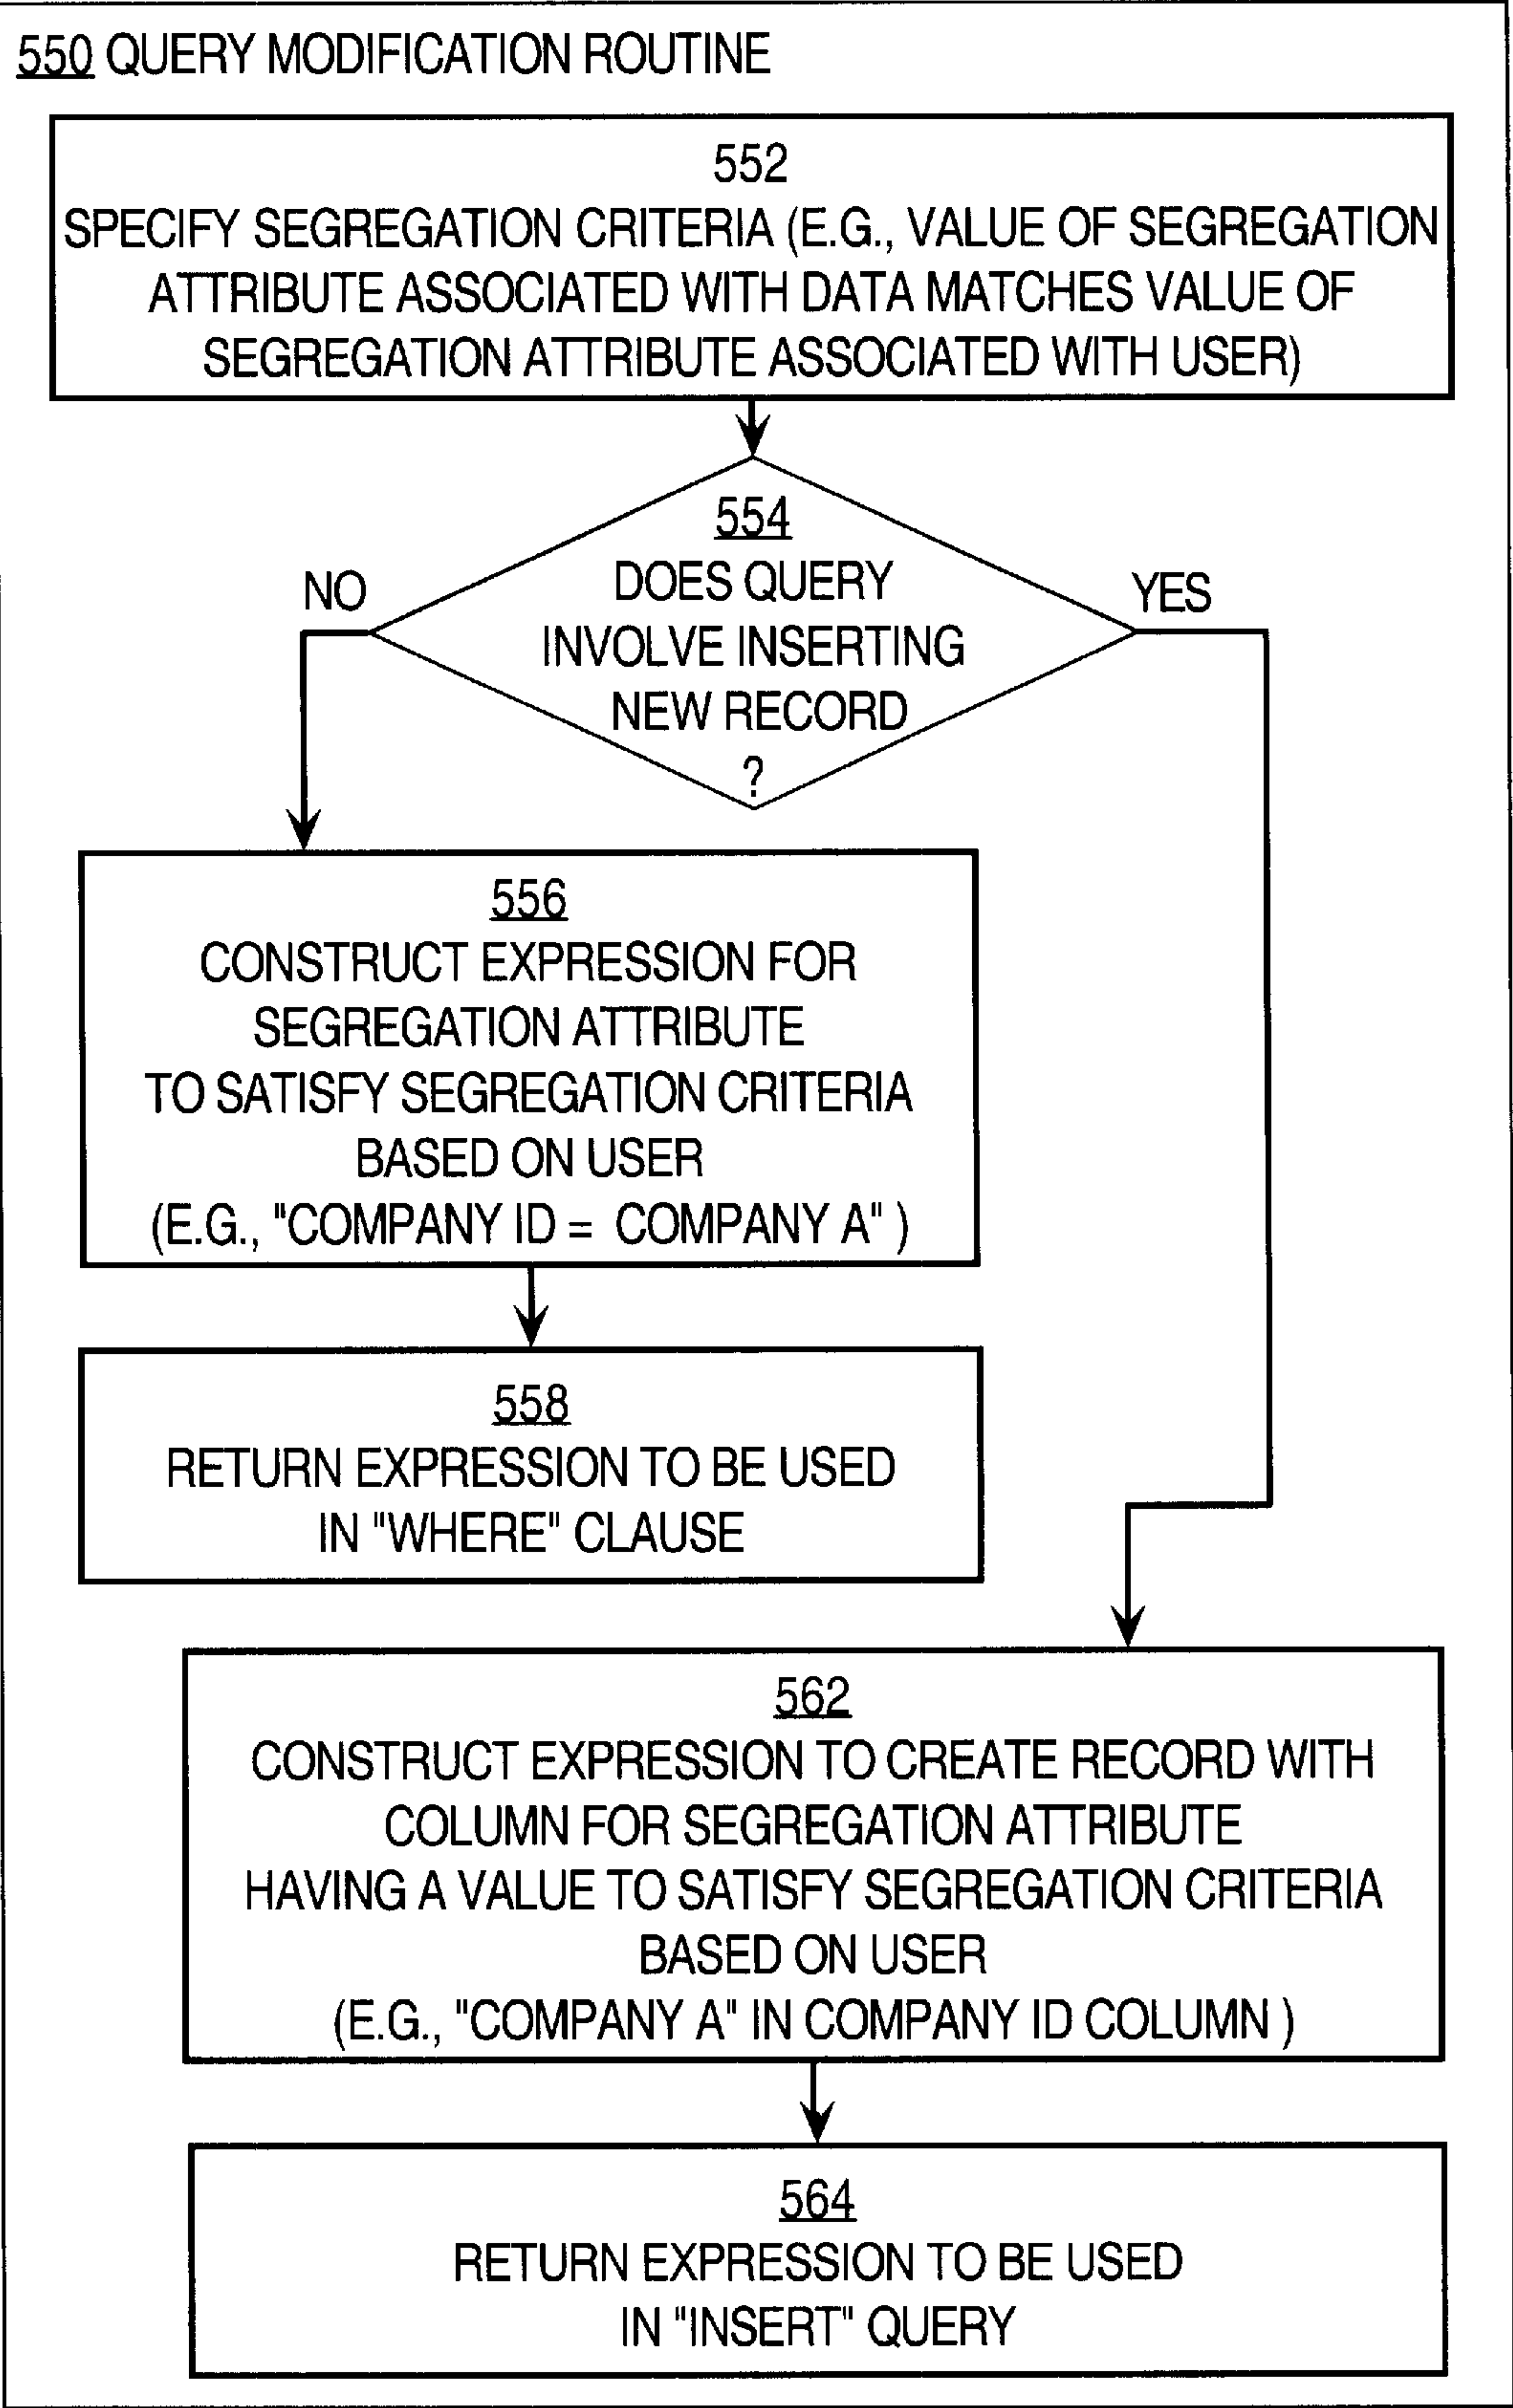 550 QUERY MODIFICATION ROUTINE
552
SPECIFY SEGREGATION CRITERIA (E.G., VALUE OF SEGREGATION
ATTRIBUTE ASSOCIATED WITH DATA MATCHES VALUE OF
SEGREGATION ATTRIBUTE ASSOCIATED WITH USER)
554
DOES QUERY
INVOLVE INSERTING
NEW RECORD
?
NO
YES
556
CONSTRUCT EXPRESSION FOR
SEGREGATION ATTRIBUTE
TO SATISFY SEGREGATION CRITERIA
BASED ON USER
(E.G., "COMPANY ID = COMPANY A" )
558
RETURN EXPRESSION TO BE USED
IN "WHERE" CLAUSE
562
CONSTRUCT EXPRESSION TO CREATE RECORD WITH
COLUMN FOR SEGREGATION ATTRIBUTE
HAVING A VALUE TO SATISFY SEGREGATION CRITERIA
BASED ON USER
(E.G., "COMPANY A" IN COMPANY ID COLUMN )
564
RETURN EXPRESSION TO BE USED
IN "INSERT" QUERY